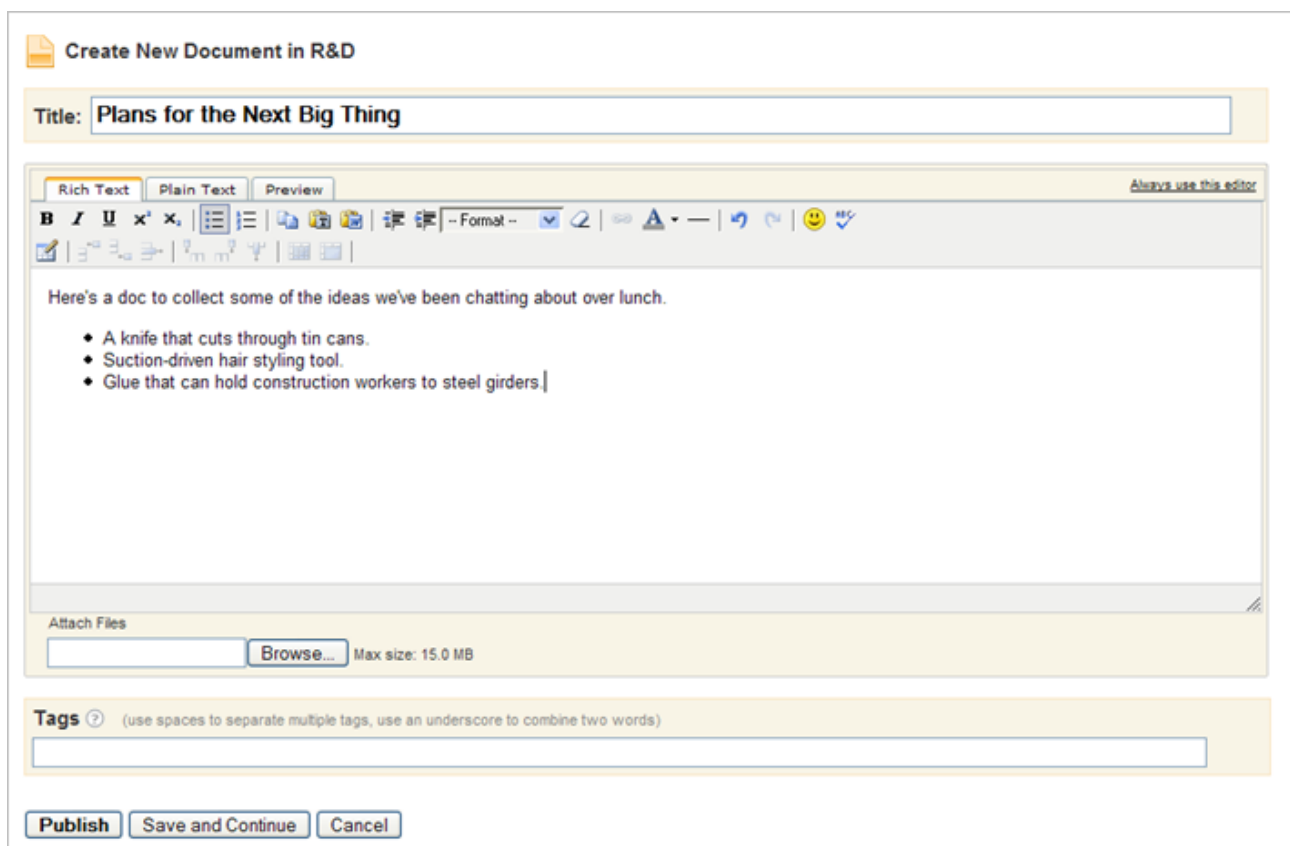 Create New Document in R&D
Title: Plans for the Next Big Thing
Rich Text Plain Text Preview Always use this editor
B I U x² x₂ -- Format -- A ABC
Here's a doc to collect some of the ideas we've been chatting about over lunch.
• A knife that cuts through tin cans.
• Suction-driven hair styling tool.
• Glue that can hold construction workers to steel girders.
Attach Files
Browse... Max size: 15.0 MB
Tags ? (use spaces to separate multiple tags, use an underscore to combine two words)
Publish Save and Continue Cancel